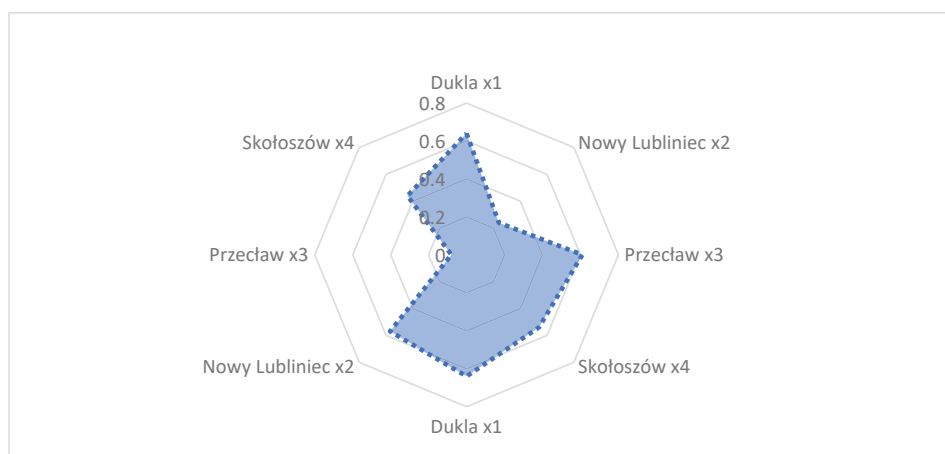 Dukla x1
0.8
Skołoszów x4
Nowy Lubliniec x2
0.6
0.4
0.2
Przecław x3
0
Przecław x3
Nowy Lubliniec x2
Skołoszów x4
Dukla x1